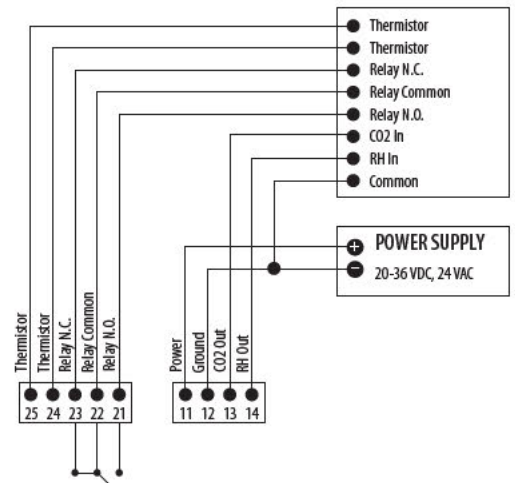 Thermistor
Thermistor
Relay N.C.
Relay Common
Relay N.O.
CO2 In
RH In
Common
+ POWER SUPPLY
− 20-36 VDC, 24 VAC
Thermistor
Thermistor
Relay N.C.
Relay Common
Relay N.O.
Power
Ground
CO2 Out
RH Out
25 24 23 22 21
11 12 13 14